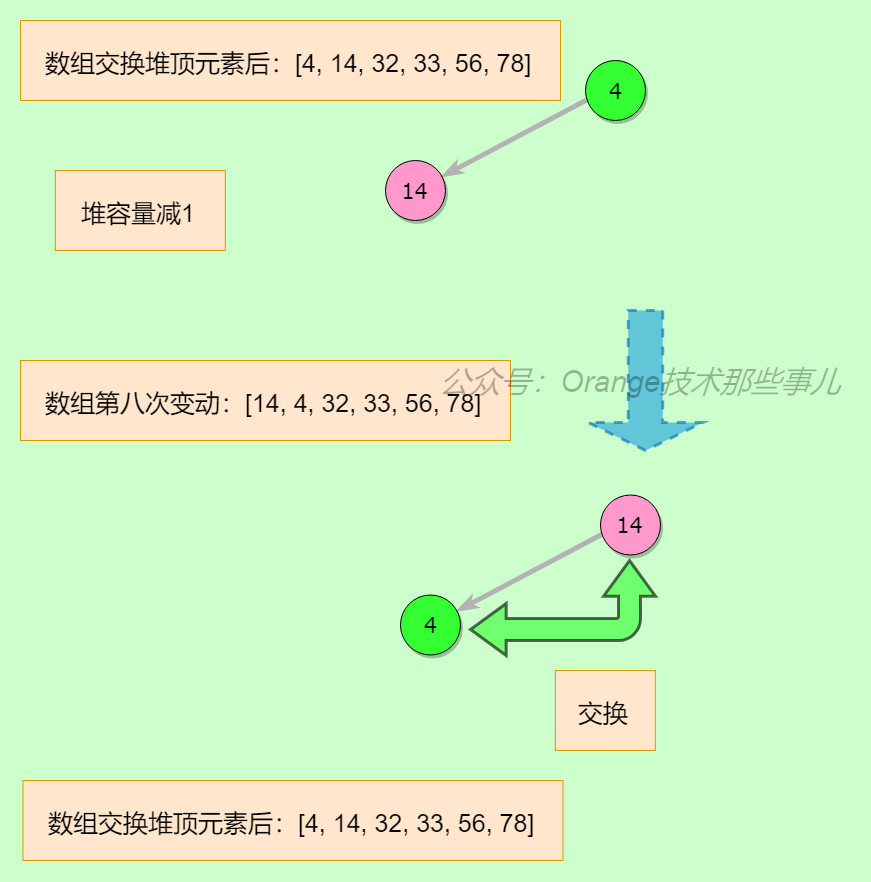 数组交换堆顶元素后：[4, 14, 32, 33, 56, 78]
4
14
堆容量减1
公众号：Orange技术那些事儿
数组第八次变动：[14, 4, 32, 33, 56, 78]
14
4
交换
数组交换堆顶元素后：[4, 14, 32, 33, 56, 78]